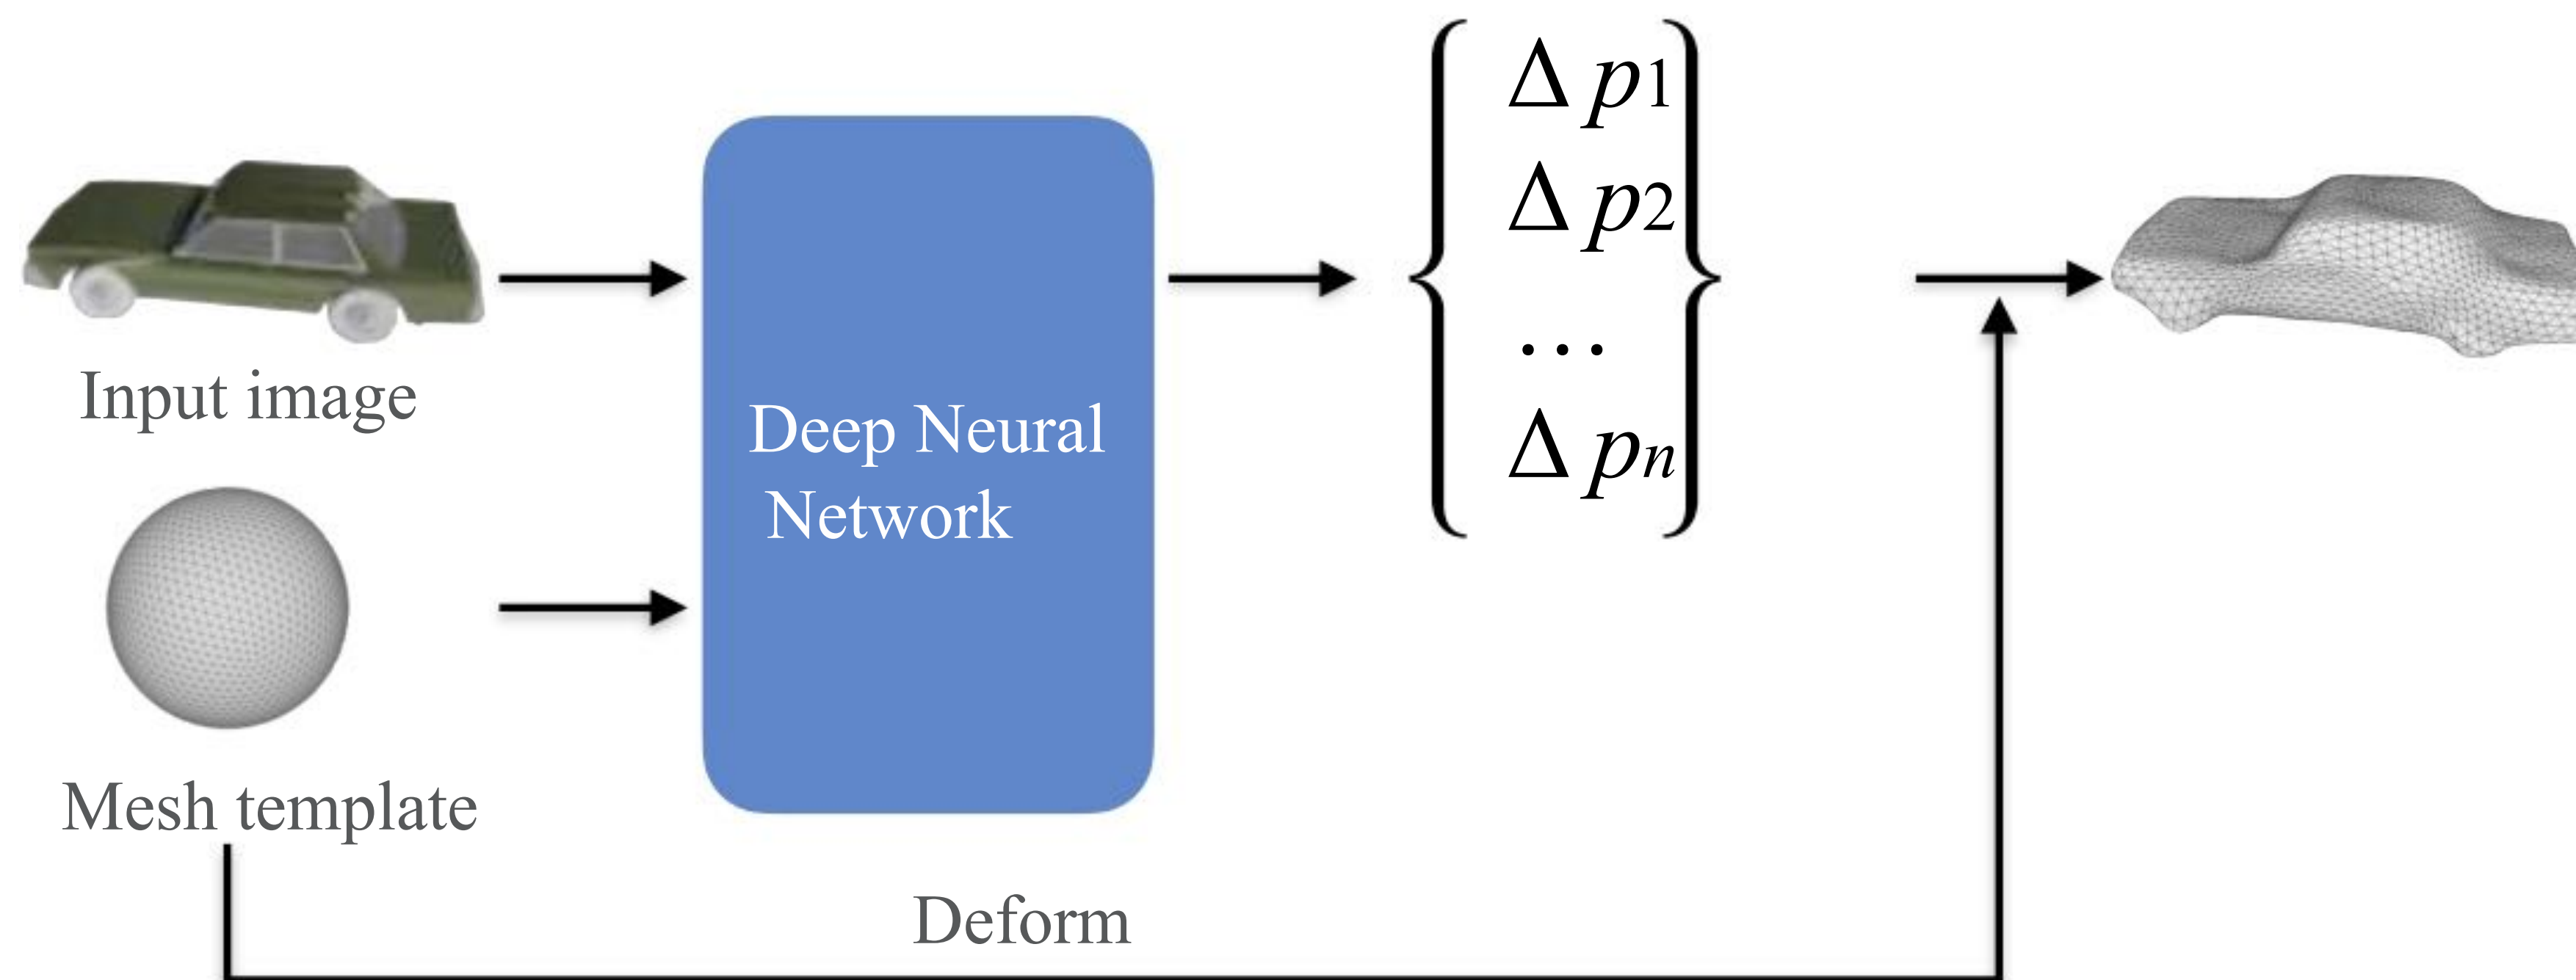 Input image
Mesh template
Deep Neural
Network
Δ p1
Δ p2
...
Δ pn
Deform